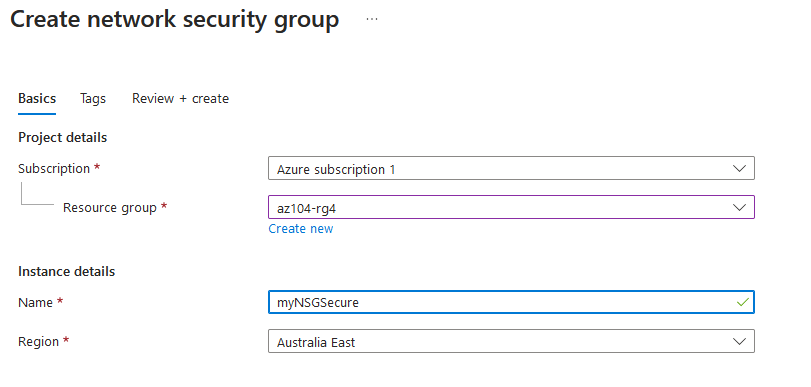 Create network security group ...
Basics Tags Review + create
Project details
Subscription * Azure subscription 1
Resource group * az104-rg4
Create new
Instance details
Name * myNSGSecure
Region * Australia East